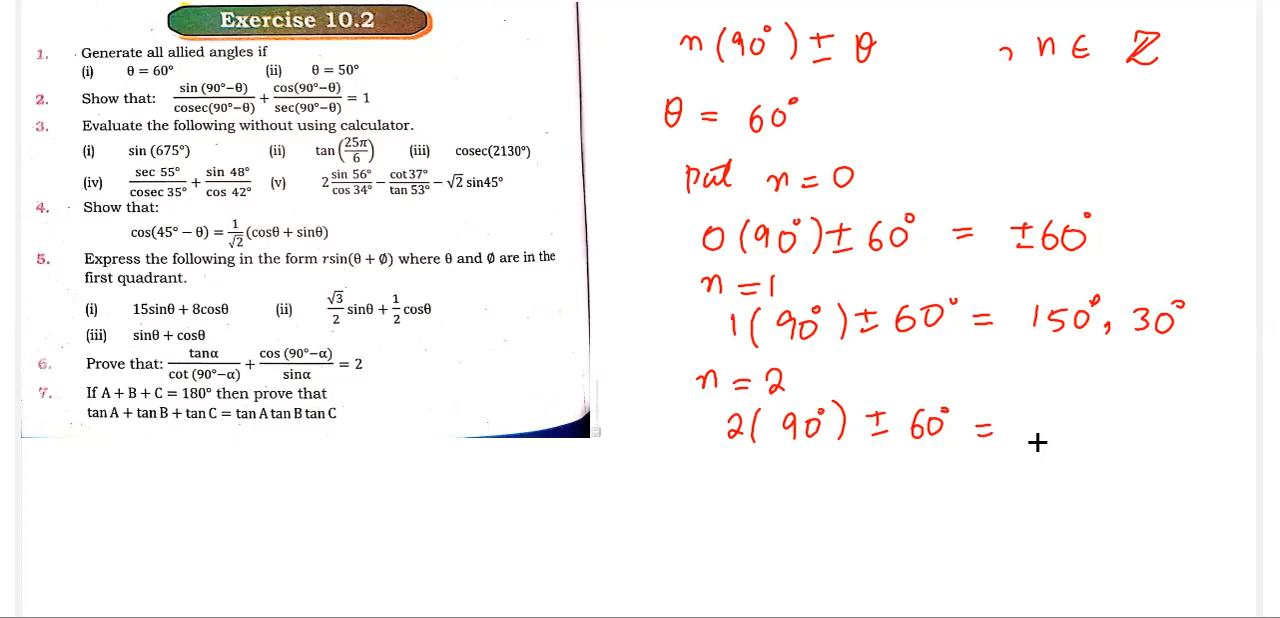 Exercise 10.2
1. Generate all allied angles if
(i) θ = 60° (ii) θ = 50°
2. Show that: sin (90°−θ)/cosec(90°−θ) + cos(90°−θ)/sec(90°−θ) = 1
3. Evaluate the following without using calculator.
(i) sin (675°) (ii) tan (25π/6) (iii) cosec(2130°)
(iv) sec 55°/cosec 35° + sin 48°/cos 42° (v) 2 sin 56°/cos 34° − cot37°/tan 53° − √2 sin45°
4. Show that:
cos(45° − θ) = 1/√2 (cosθ + sinθ)
5. Express the following in the form rsin(θ + Ø) where θ and Ø are in the
first quadrant.
(i) 15sinθ + 8cosθ (ii) √3/2 sinθ + 1/2 cosθ
(iii) sinθ + cosθ
6. Prove that: tanα/cot (90°−α) + cos (90°−α)/sinα = 2
7. If A + B + C = 180° then prove that
tan A + tan B + tan C = tan A tan B tan C
n(90°) ± θ , n ∈ ℤ
θ = 60°
put n = 0
0(90°) ± 60° = ±60°
n = 1
1(90°) ± 60° = 150°, 30°
n = 2
2(90°) ± 60° =